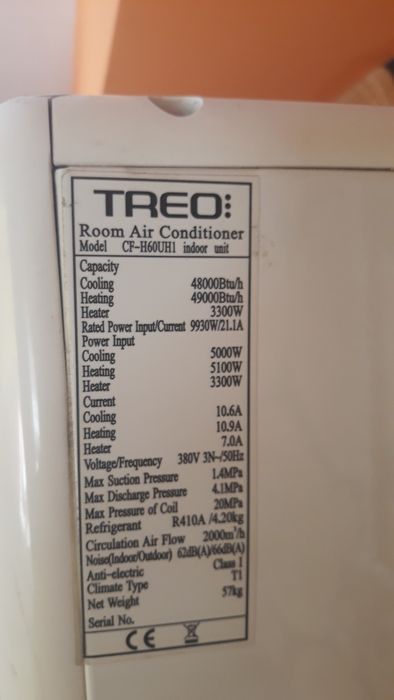 TREO
Room Air Conditioner
Model CF-H60UH1 indoor unit
Capacity
Cooling 48000Btu/h
Heating 49000Btu/h
Heater 3300W
Rated Power Input/Current 9930W/21.1A
Power Input
Cooling 5000W
Heating 5100W
Heater 3300W
Current
Cooling 10.6A
Heating 10.9A
Heater 7.0A
Voltage/Frequency 380V 3N~/50Hz
Max Suction Pressure 1.4MPa
Max Discharge Pressure 4.1MPa
Max Pressure of Coil 20MPa
Refrigerant R410A /4.20kg
Circulation Air Flow 2000m³/h
Noise(Indoor/Outdoor) 62dB(A)/66dB(A)
Anti-electric Class I
Climate Type T1
Net Weight 57kg
Serial No.
CE